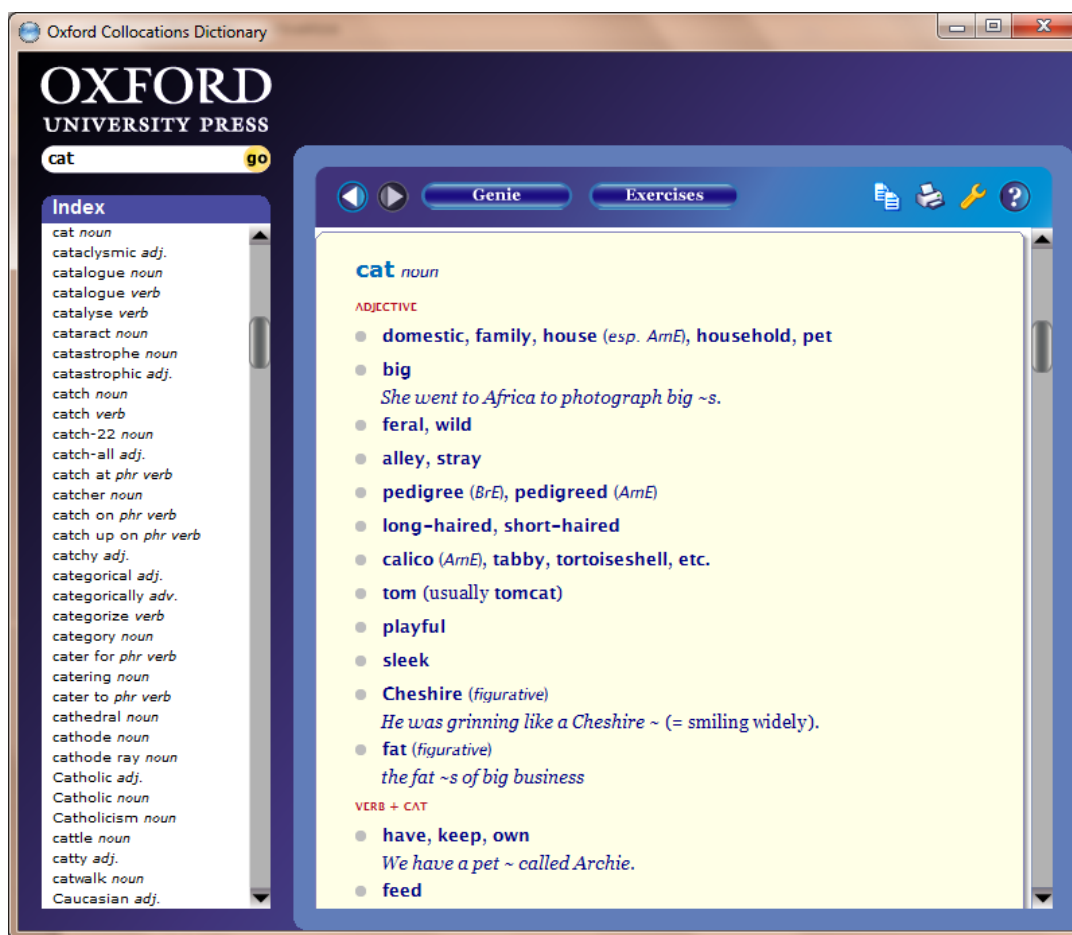 Oxford Collocations Dictionary
OXFORD
UNIVERSITY PRESS
cat go
Index
cat noun
cataclysmic adj.
catalogue noun
catalogue verb
catalyse verb
cataract noun
catastrophe noun
catastrophic adj.
catch noun
catch verb
catch-22 noun
catch-all adj.
catch at phr verb
catcher noun
catch on phr verb
catch up on phr verb
catchy adj.
categorical adj.
categorically adv.
categorize verb
category noun
cater for phr verb
catering noun
cater to phr verb
cathedral noun
cathode noun
cathode ray noun
Catholic adj.
Catholic noun
Catholicism noun
cattle noun
catty adj.
catwalk noun
Caucasian adj.
Genie Exercises ?
cat noun
ADJECTIVE
domestic, family, house (esp. AmE), household, pet
big
She went to Africa to photograph big ~s.
feral, wild
alley, stray
pedigree (BrE), pedigreed (AmE)
long-haired, short-haired
calico (AmE), tabby, tortoiseshell, etc.
tom (usually tomcat)
playful
sleek
Cheshire (figurative)
He was grinning like a Cheshire ~ (= smiling widely).
fat (figurative)
the fat ~s of big business
VERB + CAT
have, keep, own
We have a pet ~ called Archie.
feed